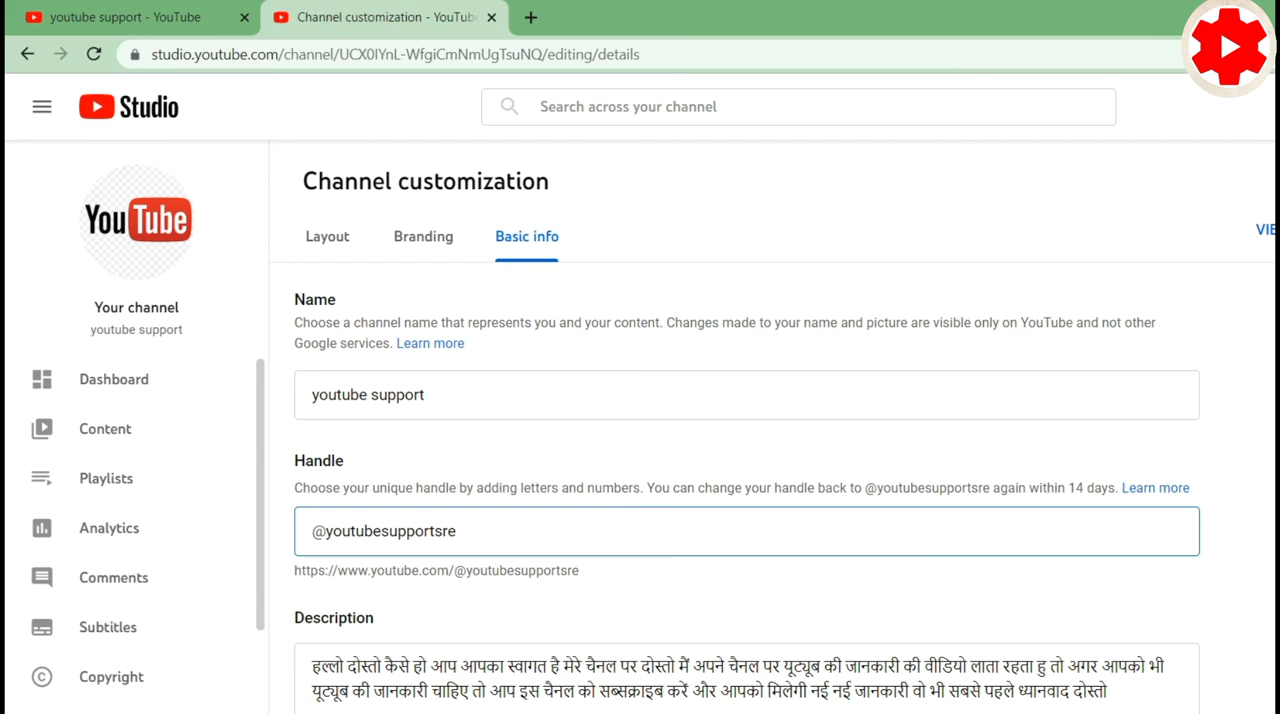 youtube support - YouTube
Channel customization - YouTub
studio.youtube.com/channel/UCX0IYnL-WfgiCmNmUgTsuNQ/editing/details
Studio
Search across your channel
YouTube
Your channel
youtube support
Dashboard
Content
Playlists
Analytics
Comments
Subtitles
Copyright
Channel customization
Layout
Branding
Basic info
VIE
Name
Choose a channel name that represents you and your content. Changes made to your name and picture are visible only on YouTube and not other
Google services. Learn more
youtube support
Handle
Choose your unique handle by adding letters and numbers. You can change your handle back to @youtubesupportsre again within 14 days. Learn more
@youtubesupportsre
https://www.youtube.com/@youtubesupportsre
Description
हल्लो दोस्तो कैसे हो आप आपका स्वागत है मेरे चैनल पर दोस्तो मैं अपने चैनल पर यूट्यूब की जानकारी की वीडियो लाता रहता हु तो अगर आपको भी
यूट्यूब की जानकारी चाहिए तो आप इस चैनल को सब्सक्राइब करें और आपको मिलेगी नई नई जानकारी वो भी सबसे पहले ध्यानवाद दोस्तो